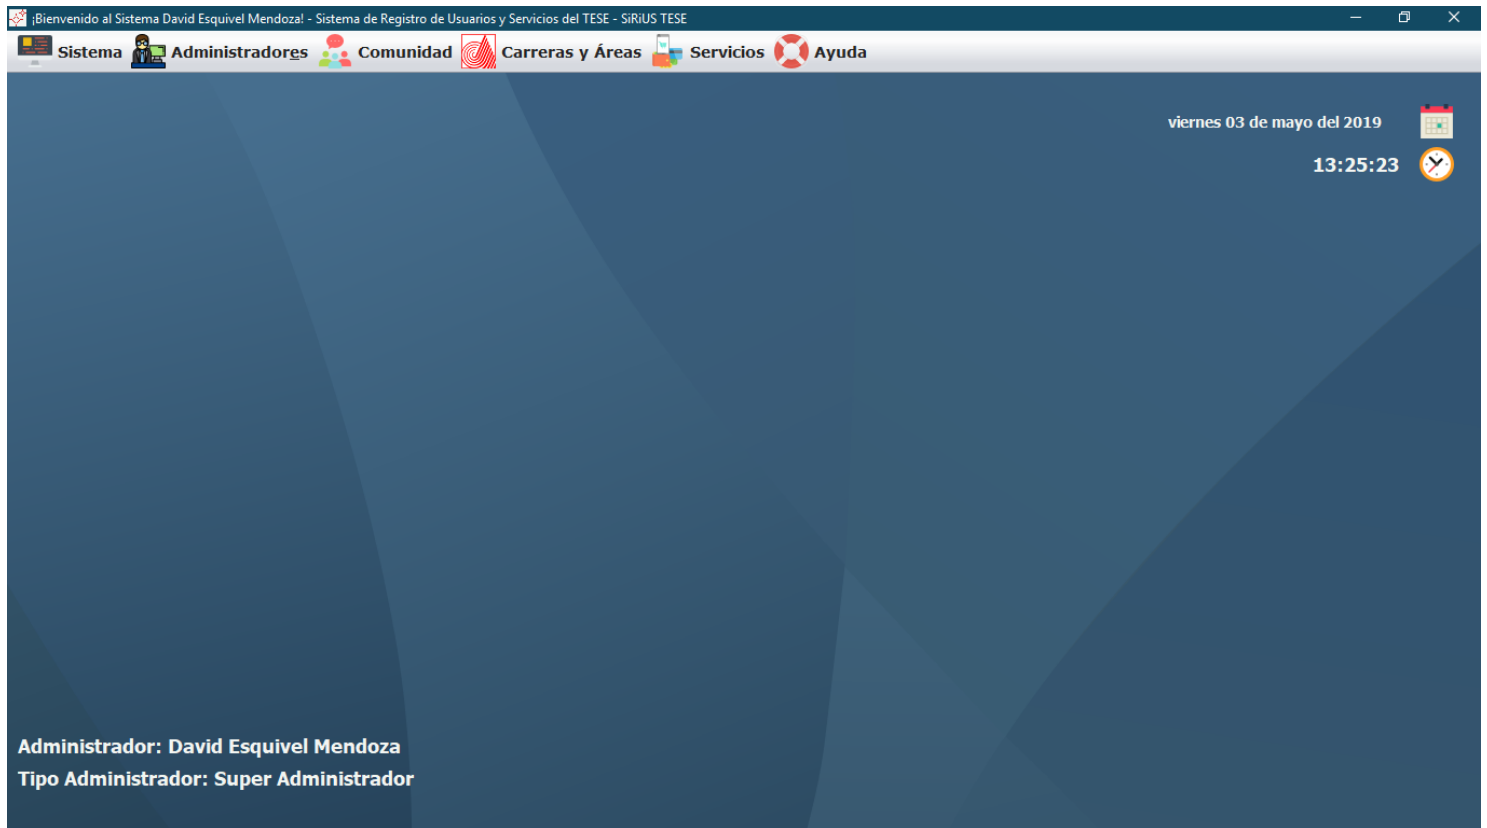 ¡Bienvenido al Sistema David Esquivel Mendoza! - Sistema de Registro de Usuarios y Servicios del TESE - SiRiUS TESE
Sistema Administradores Comunidad Carreras y Áreas Servicios Ayuda
viernes 03 de mayo del 2019
13:25:23
Administrador: David Esquivel Mendoza
Tipo Administrador: Super Administrador